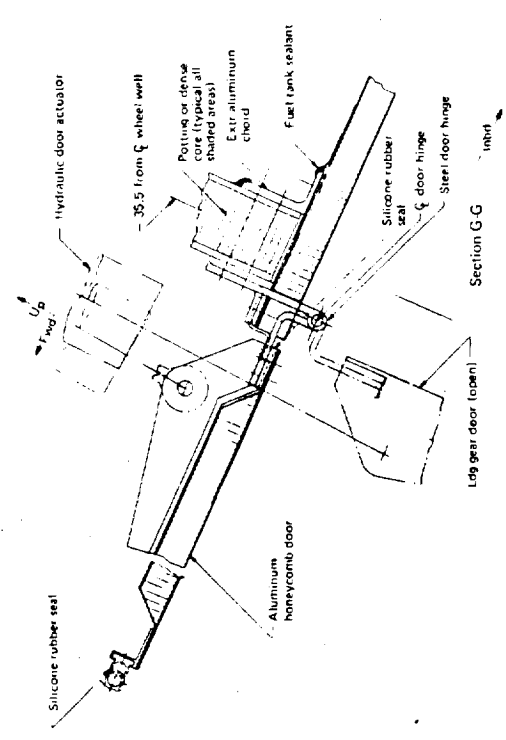 Silicone rubber seal
Up
Fwd
Hydraulic door actuator
35.5 from ℄ wheel well
Potting or dense
core (typical all
shaded areas)
Extr aluminum
chord
Fuel tank sealant
Aluminum
honeycomb door
Silicone rubber
seal
℄ door hinge
Steel door hinge
Ldg gear door (open)
Inbd
Section G-G